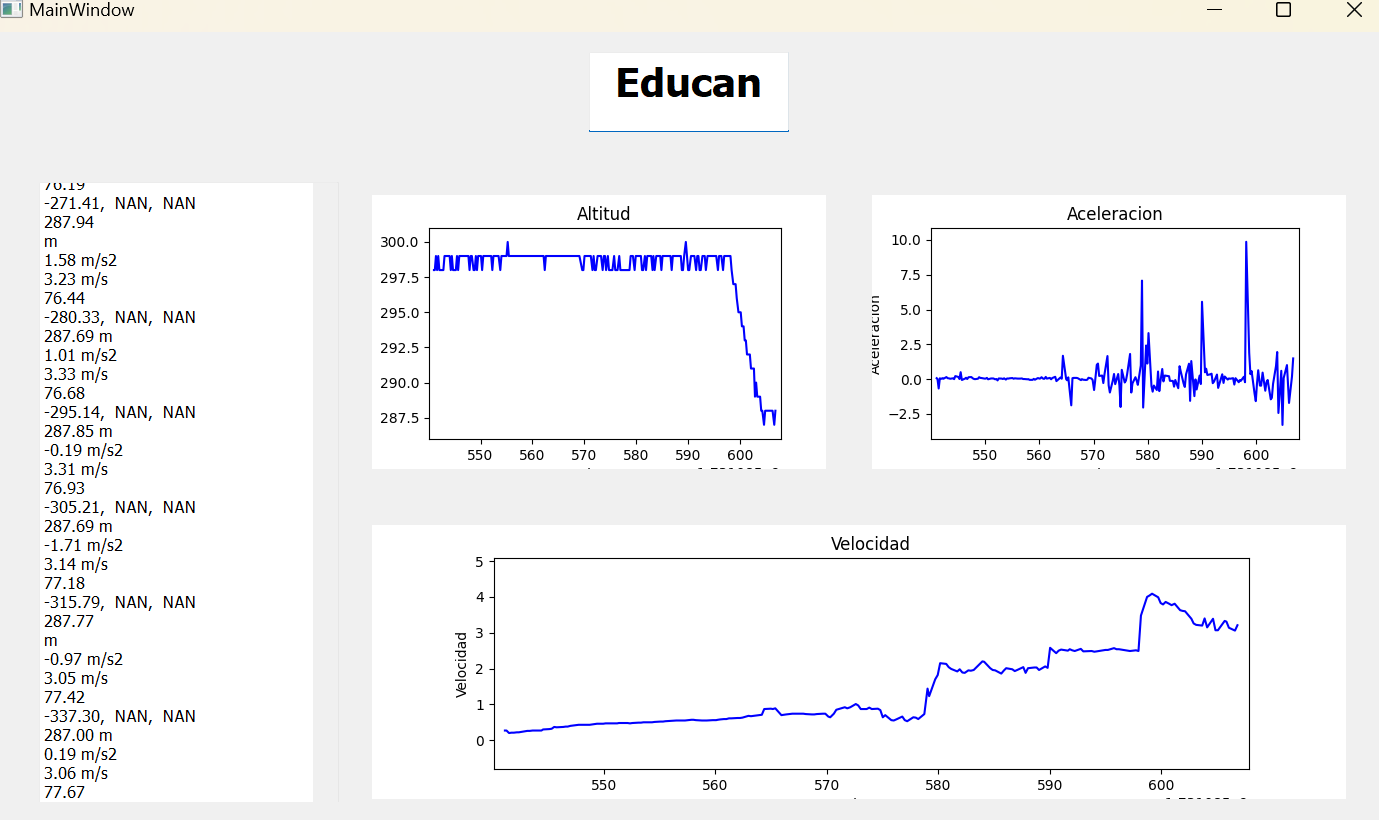 MainWindow
Educan
76.19
-271.41, NAN, NAN
287.94
m
1.58 m/s2
3.23 m/s
76.44
-280.33, NAN, NAN
287.69 m
1.01 m/s2
3.33 m/s
76.68
-295.14, NAN, NAN
287.85 m
-0.19 m/s2
3.31 m/s
76.93
-305.21, NAN, NAN
287.69 m
-1.71 m/s2
3.14 m/s
77.18
-315.79, NAN, NAN
287.77
m
-0.97 m/s2
3.05 m/s
77.42
-337.30, NAN, NAN
287.00 m
0.19 m/s2
3.06 m/s
77.67
Altitud
300.0
297.5
295.0
292.5
290.0
287.5
550 560 570 580 590 600
Aceleracion
Aceleracion
10.0
7.5
5.0
2.5
0.0
−2.5
550 560 570 580 590 600
Velocidad
Velocidad
5
4
3
2
1
0
550 560 570 580 590 600